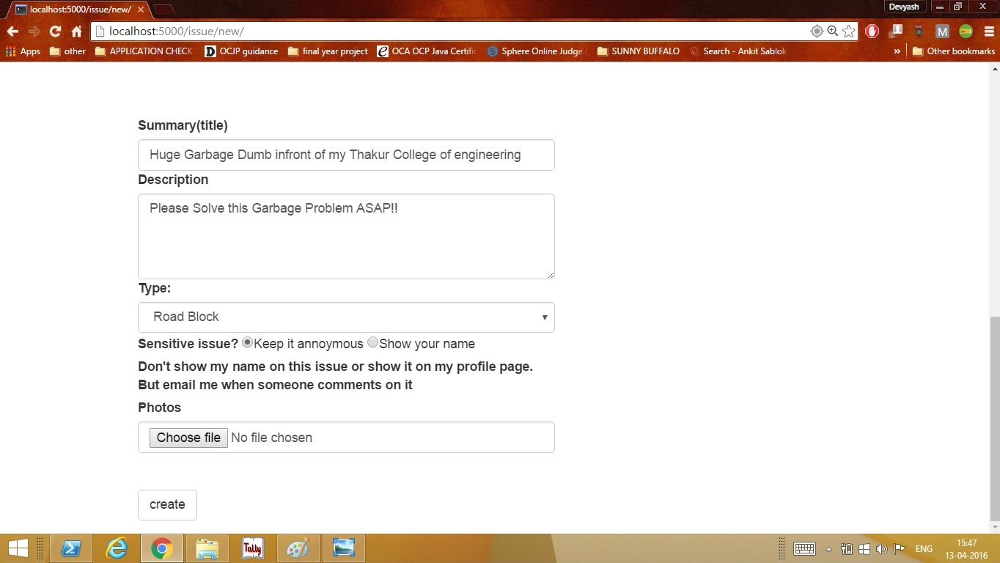 localhost:5000/issue/new/
Devyash
localhost:5000/issue/new/
Apps other APPLICATION CHECK OCJP guidance final year project OCA OCP Java Certific Sphere Online Judge SUNNY BUFFALO Search - Ankit Sablok » Other bookmarks
Summary(title)
Huge Garbage Dumb infront of my Thakur College of engineering
Description
Please Solve this Garbage Problem ASAP!!
Type:
Road Block
Sensitive issue? Keep it annoymous Show your name
Don't show my name on this issue or show it on my profile page.
But email me when someone comments on it
Photos
Choose file No file chosen
create
Tally
ENG
15:47
13-04-2016